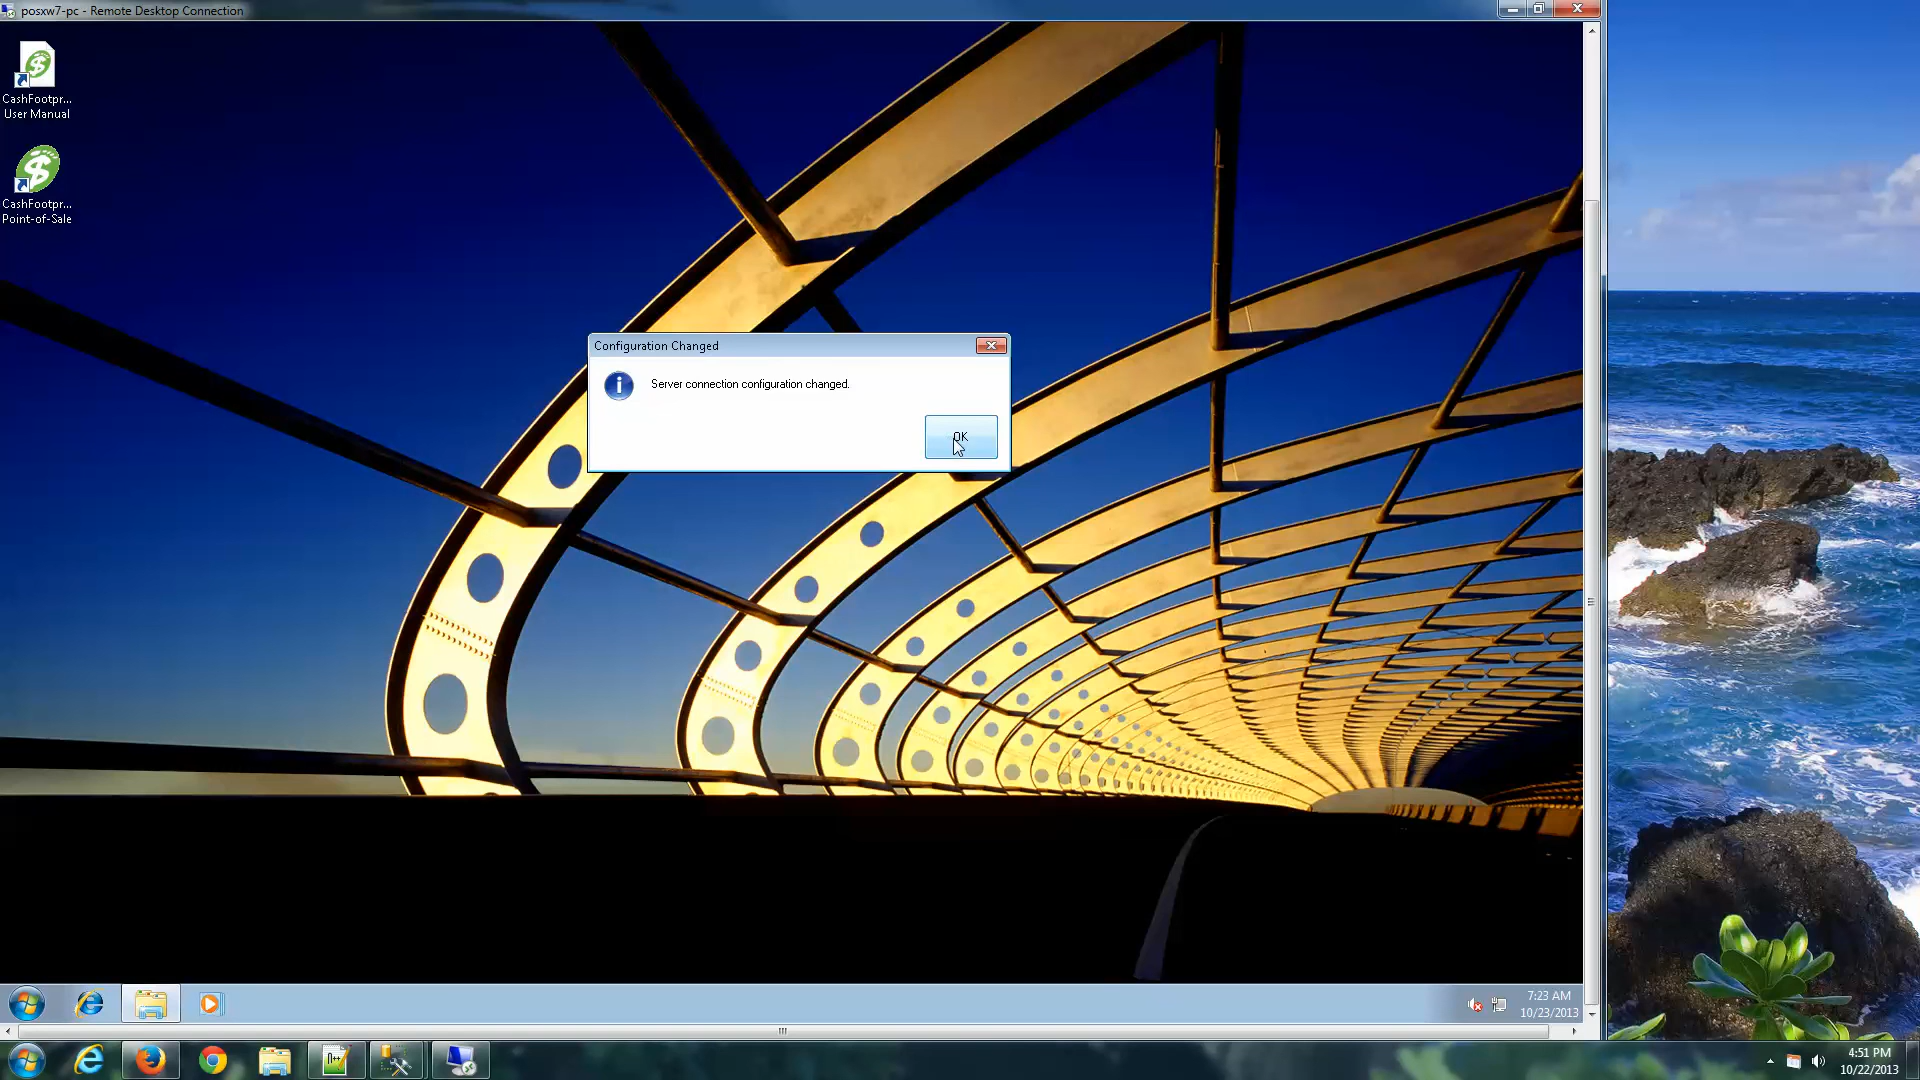 posxw7-pc - Remote Desktop Connection
CashFootpr...
User Manual
CashFootpr...
Point-of-Sale
Configuration Changed
Server connection configuration changed.
OK
7:23 AM
10/23/2013
4:51 PM
10/22/2013